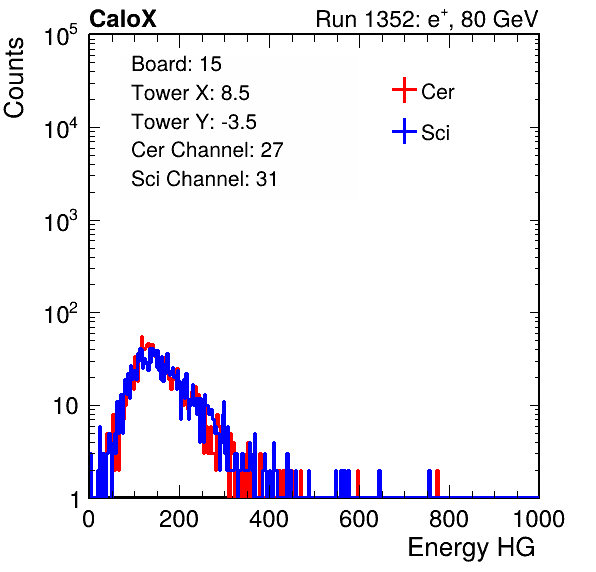 CaloX Run 1352: e⁺, 80 GeV
Counts
Board: 15
Tower X: 8.5
Tower Y: -3.5
Cer Channel: 27
Sci Channel: 31
Cer
Sci
10⁵
10⁴
10³
10²
10
1
0 200 400 600 800 1000
Energy HG